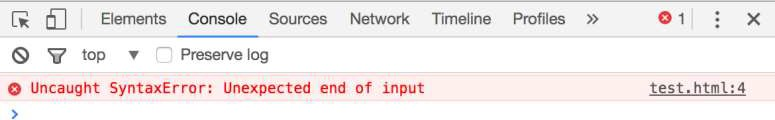 Elements Console Sources Network Timeline Profiles » 1
top ▼ Preserve log
Uncaught SyntaxError: Unexpected end of input test.html:4
>